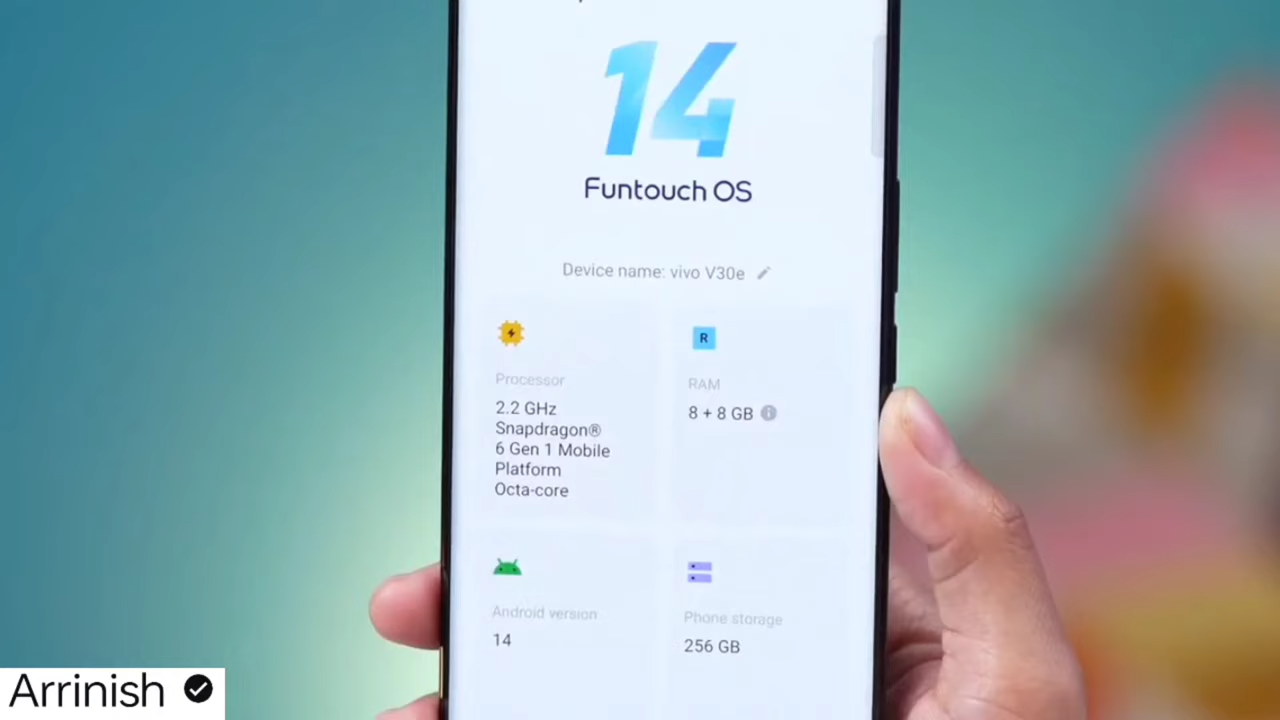 14
Funtouch OS
Device name: vivo V30e
Processor
2.2 GHz
Snapdragon®
6 Gen 1 Mobile
Platform
Octa-core
R
RAM
8 + 8 GB
Android version
14
Phone storage
256 GB
Arrinish